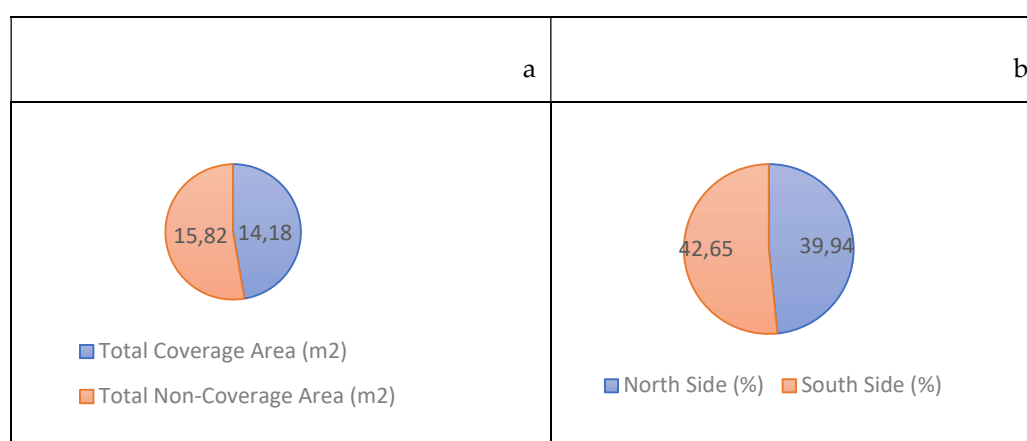 a
b
15,82
14,18
Total Coverage Area (m2)
Total Non-Coverage Area (m2)
42,65
39,94
North Side (%)
South Side (%)